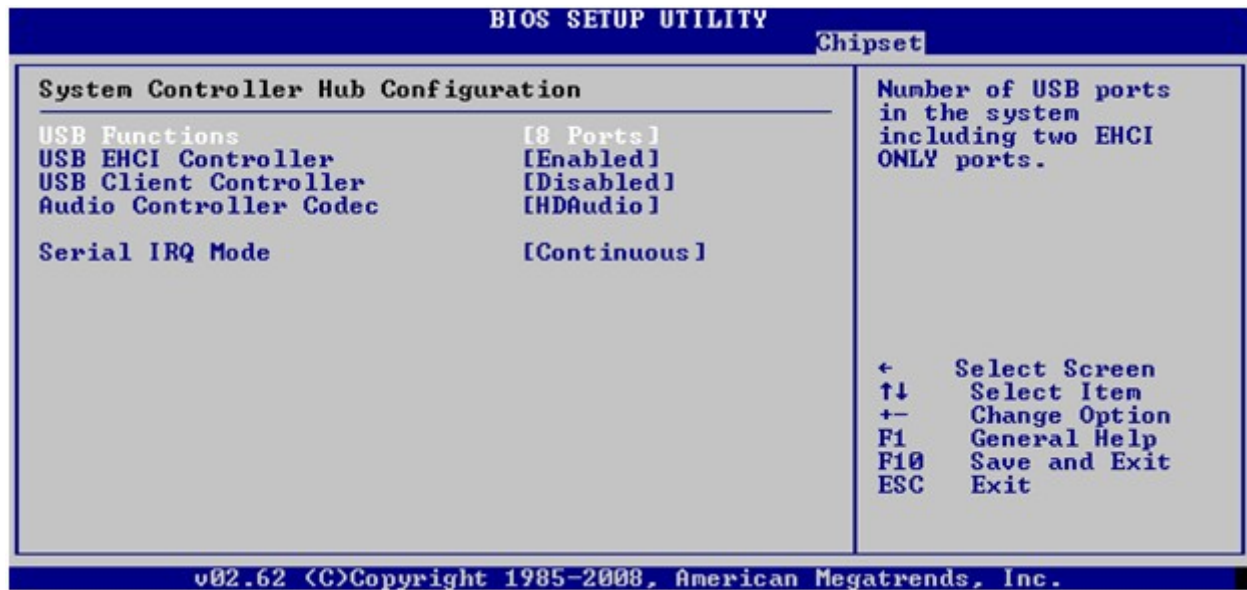 BIOS SETUP UTILITY
Chipset
System Controller Hub Configuration
USB Functions [8 Ports]
USB EHCI Controller [Enabled]
USB Client Controller [Disabled]
Audio Controller Codec [HDAudio]
Serial IRQ Mode [Continuous]
Number of USB ports
in the system
including two EHCI
ONLY ports.
← Select Screen
↑↓ Select Item
+- Change Option
F1 General Help
F10 Save and Exit
ESC Exit
v02.62 (C)Copyright 1985-2008, American Megatrends, Inc.